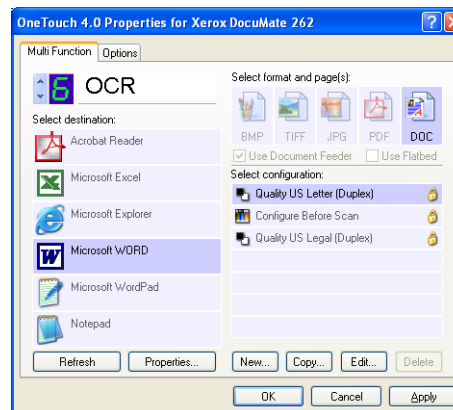 OneTouch 4.0 Properties for Xerox DocuMate 262
Multi Function
Options
6
OCR
Select destination:
Acrobat Reader
Microsoft Excel
Microsoft Explorer
Microsoft WORD
Microsoft WordPad
Notepad
Refresh
Properties...
Select format and page(s):
BMP TIFF JPG PDF DOC
Use Document Feeder
Use Flatbed
Select configuration:
Quality US Letter (Duplex)
Configure Before Scan
Quality US Legal (Duplex)
New...
Copy...
Edit...
Delete
OK
Cancel
Apply